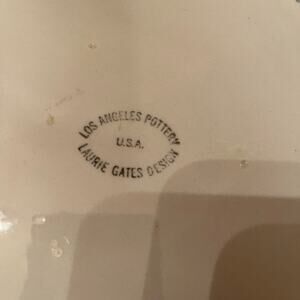 LOS ANGELES POTTERY
U.S.A.
LAURIE GATES DESIGN